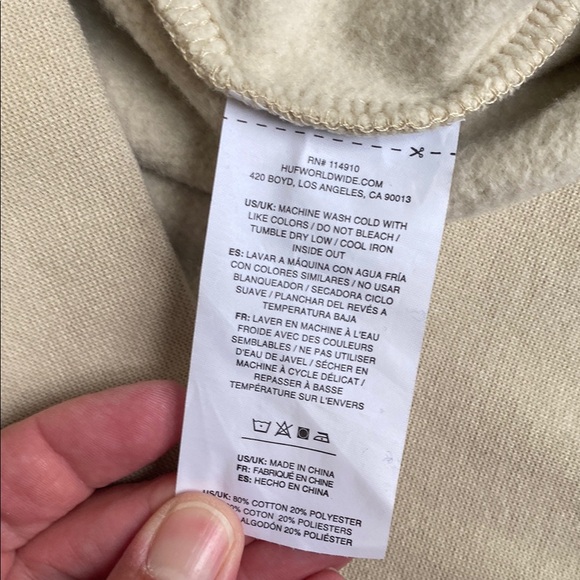 RN# 114910
HUFWORLDWIDE.COM
420 BOYD, LOS ANGELES, CA 90013
US/UK: MACHINE WASH COLD WITH
LIKE COLORS / DO NOT BLEACH /
TUMBLE DRY LOW / COOL IRON
INSIDE OUT
ES: LAVAR A MÁQUINA CON AGUA FRÍA
CON COLORES SIMILARES / NO USAR
BLANQUEADOR / SECADORA CICLO
SUAVE / PLANCHAR DEL REVÉS A
TEMPERATURA BAJA
FR: LAVER EN MACHINE À L'EAU
FROIDE AVEC DES COULEURS
SEMBLABLES / NE PAS UTILISER
D'EAU DE JAVEL / SÉCHER EN
MACHINE À CYCLE DÉLICAT /
REPASSER À BASSE
TEMPÉRATURE SUR L'ENVERS
US/UK: MADE IN CHINA
FR: FABRIQUÉ EN CHINE
ES: HECHO EN CHINA
US/UK: 80% COTTON 20% POLYESTER
COTON 20% POLIESTERS
ALGODÓN 20% POLIÉSTER